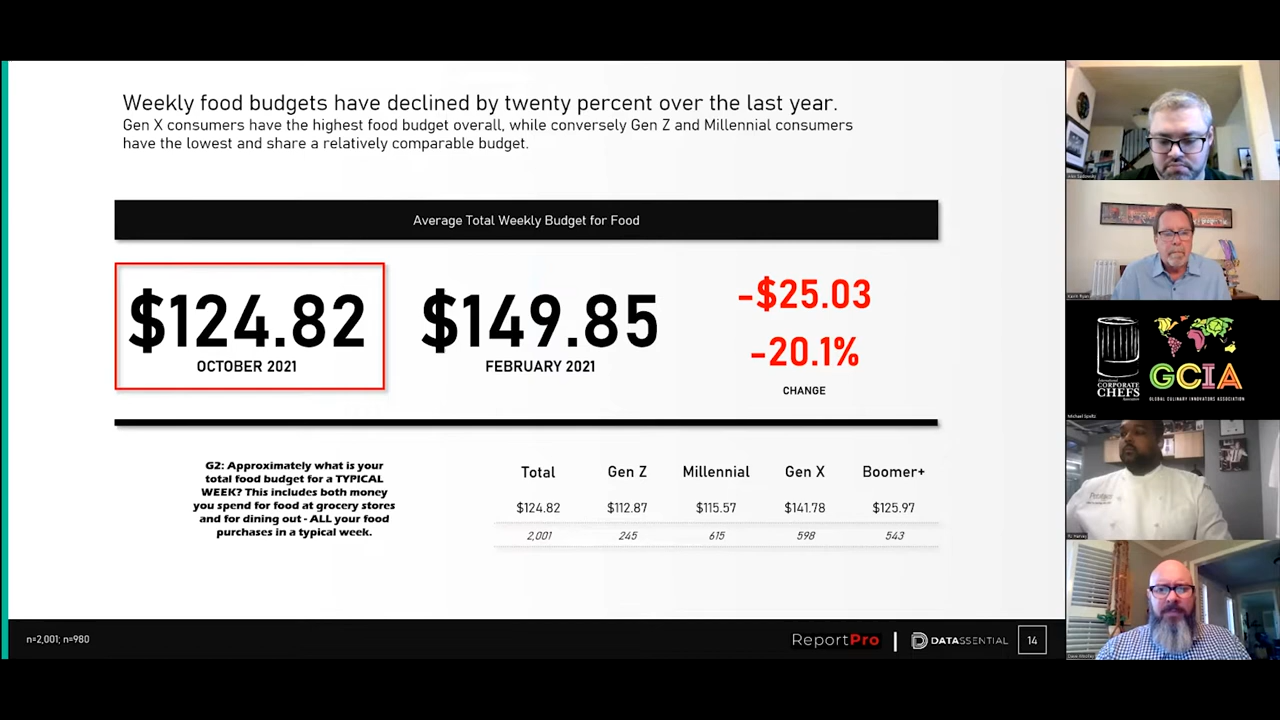 Weekly food budgets have declined by twenty percent over the last year.
Gen X consumers have the highest food budget overall, while conversely Gen Z and Millennial consumers
have the lowest and share a relatively comparable budget.
Average Total Weekly Budget for Food
$124.82
OCTOBER 2021
$149.85
FEBRUARY 2021
-$25.03
-20.1%
CHANGE
G2: Approximately what is your
total food budget for a TYPICAL
WEEK? This includes both money
you spend for food at grocery stores
and for dining out - ALL your food
purchases in a typical week.
Total Gen Z Millennial Gen X Boomer+
$124.82 $112.87 $115.57 $141.78 $125.97
2,001 245 615 598 543
n=2,001; n=980
ReportPro
DATASSENTIAL
14
International
CORPORATE
CHEFS
Association
GCIA
GLOBAL CULINARY INNOVATORS ASSOCIATION